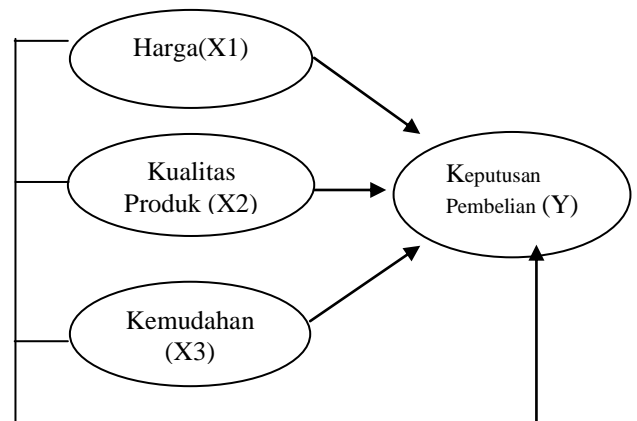 Harga(X1)
Kualitas
Produk (X2)
Keputusan
Pembelian (Y)
Kemudahan
(X3)